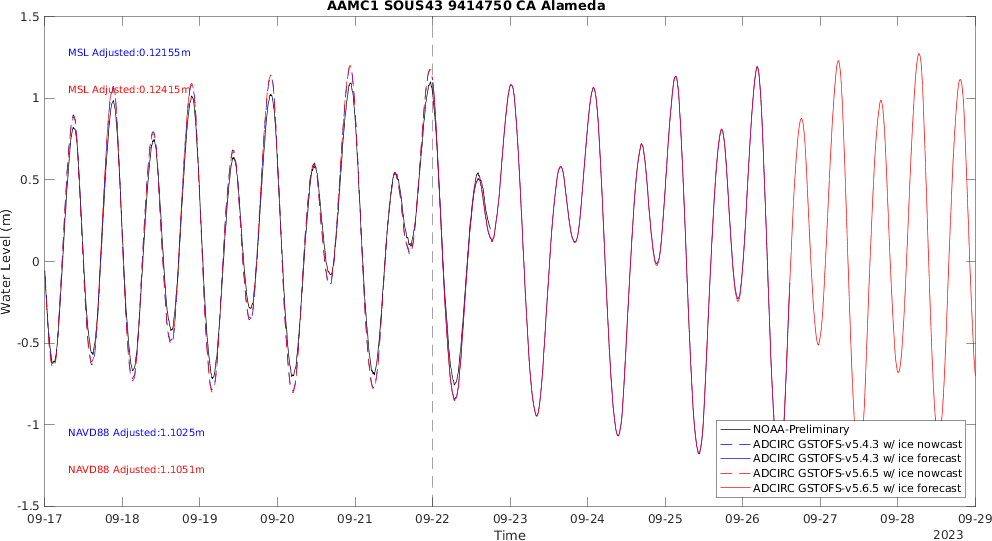 AAMC1 SOUS43 9414750 CA Alameda
1.5
1
0.5
0
-0.5
-1
-1.5
Water Level (m)
MSL Adjusted:0.12155m
MSL Adjusted:0.12415m
NAVD88 Adjusted:1.1025m
NAVD88 Adjusted:1.1051m
NOAA-Preliminary
ADCIRC GSTOFS-v5.4.3 w/ ice nowcast
ADCIRC GSTOFS-v5.4.3 w/ ice forecast
ADCIRC GSTOFS-v5.6.5 w/ ice nowcast
ADCIRC GSTOFS-v5.6.5 w/ ice forecast
09-17 09-18 09-19 09-20 09-21 09-22 09-23 09-24 09-25 09-26 09-27 09-28 09-29
Time
2023